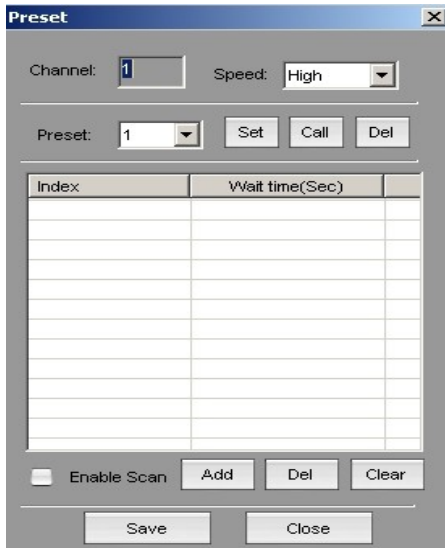 Preset
Channel: 1 Speed: High
Preset: 1 Set Call Del
Index Wait time(Sec)
Enable Scan Add Del Clear
Save Close